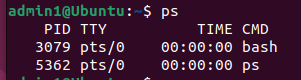 admin1@Ubuntu:~$ ps
    PID TTY          TIME CMD
   3079 pts/0    00:00:00 bash
   5362 pts/0    00:00:00 ps